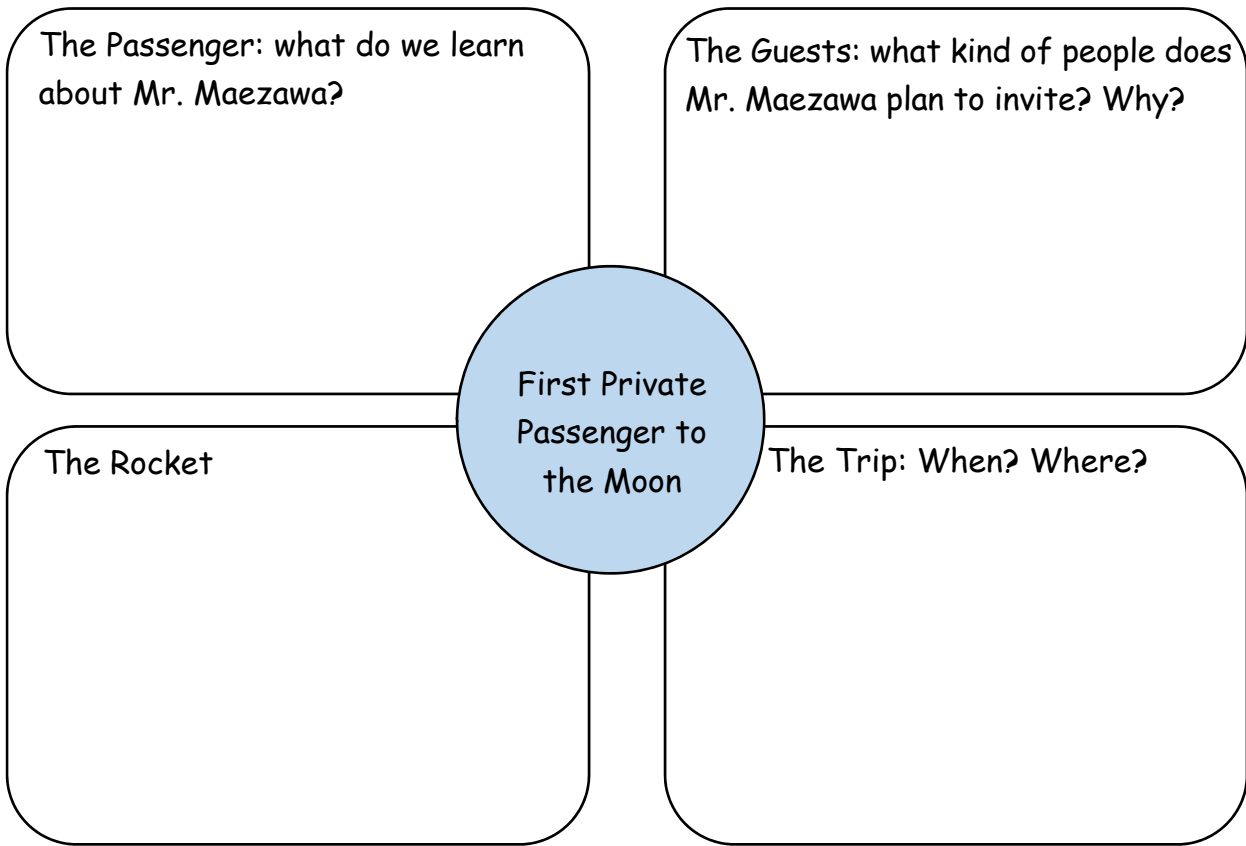 The Passenger: what do we learn
about Mr. Maezawa?
The Guests: what kind of people does
Mr. Maezawa plan to invite? Why?
First Private
Passenger to
the Moon
The Rocket
The Trip: When? Where?